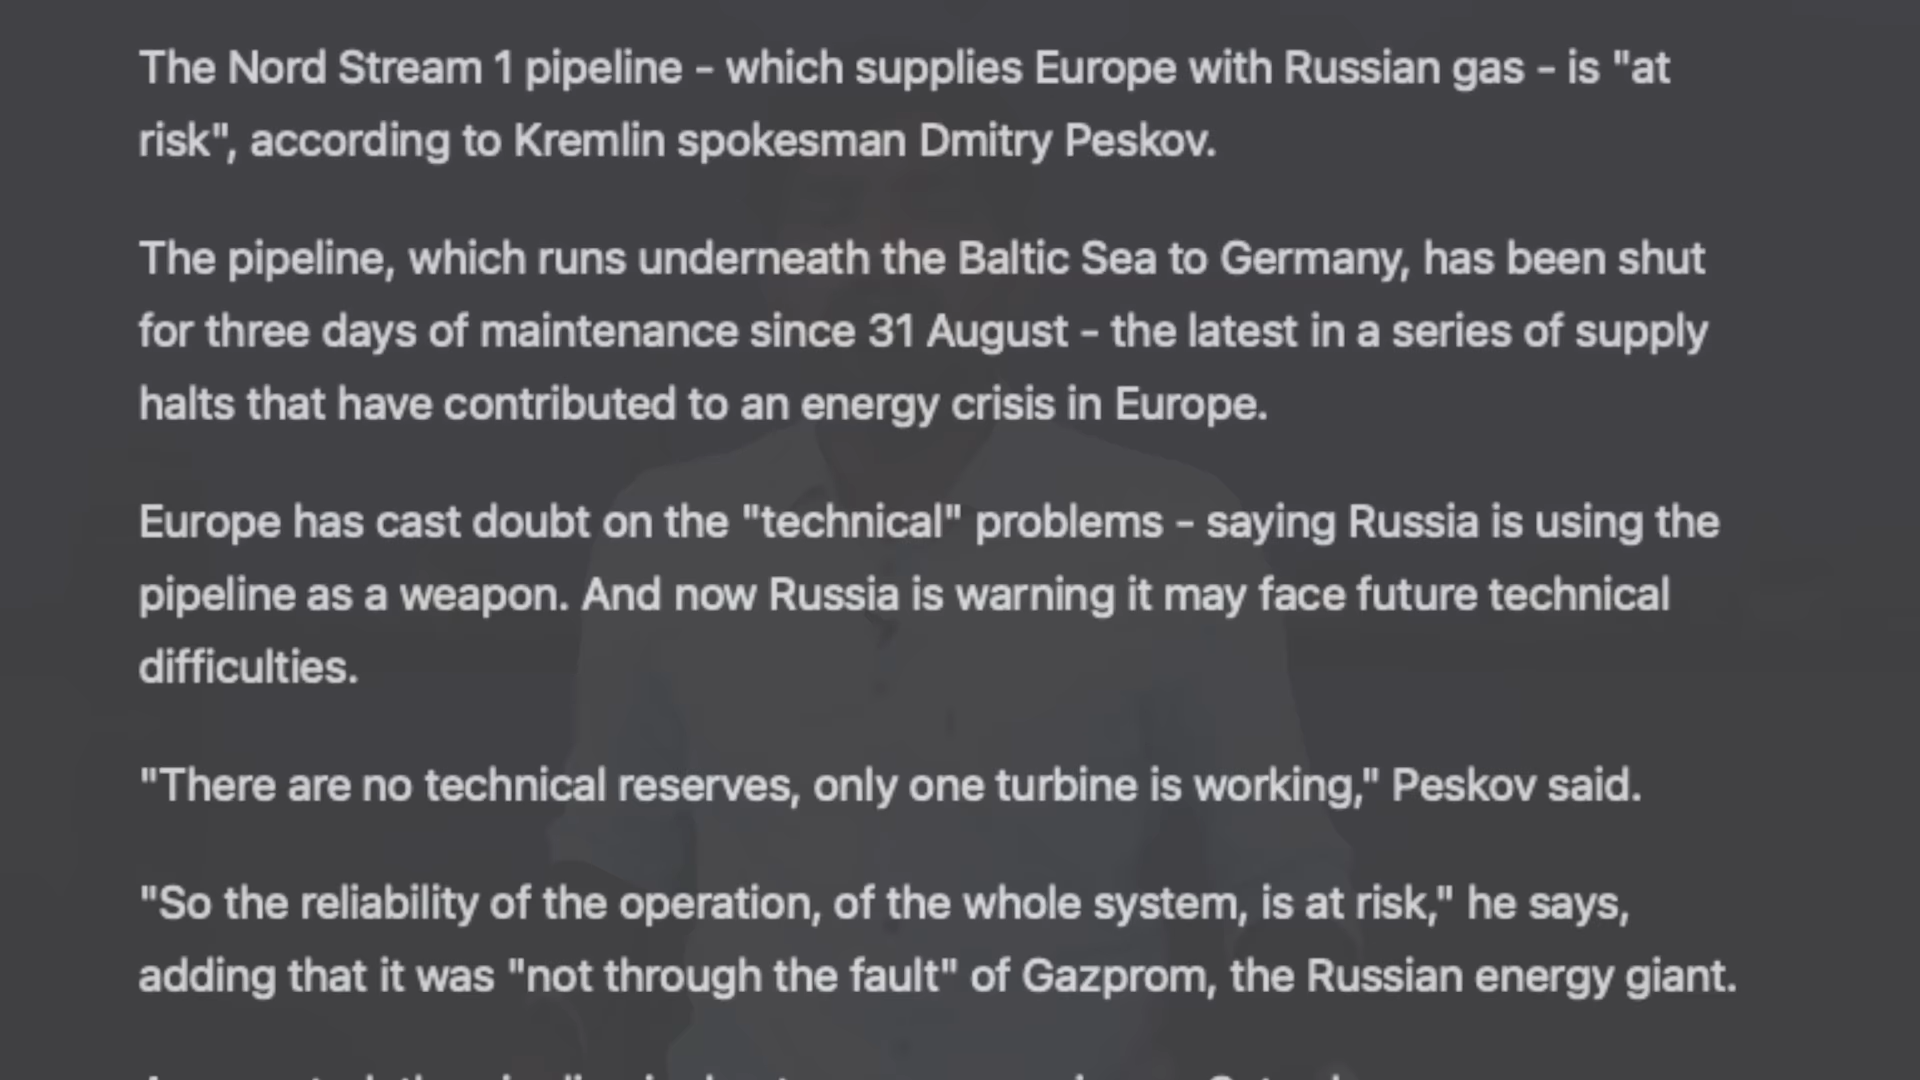 The Nord Stream 1 pipeline - which supplies Europe with Russian gas - is "at
risk", according to Kremlin spokesman Dmitry Peskov.
The pipeline, which runs underneath the Baltic Sea to Germany, has been shut
for three days of maintenance since 31 August - the latest in a series of supply
halts that have contributed to an energy crisis in Europe.
Europe has cast doubt on the "technical" problems - saying Russia is using the
pipeline as a weapon. And now Russia is warning it may face future technical
difficulties.
"There are no technical reserves, only one turbine is working," Peskov said.
"So the reliability of the operation, of the whole system, is at risk," he says,
adding that it was "not through the fault" of Gazprom, the Russian energy giant.